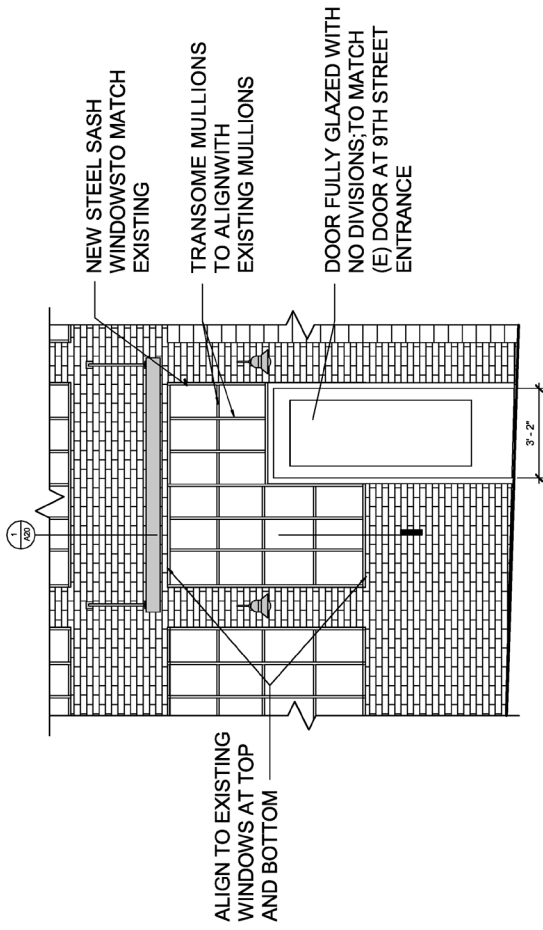 NEW STEEL SASH
WINDOWSTO MATCH
EXISTING
TRANSOME MULLIONS
TO ALIGNWITH
EXISTING MULLIONS
DOOR FULLY GLAZED WITH
NO DIVISIONS;TO MATCH
(E) DOOR AT 9TH STREET
ENTRANCE
1
A20
3' - 2"
ALIGN TO EXISTING
WINDOWS AT TOP
AND BOTTOM